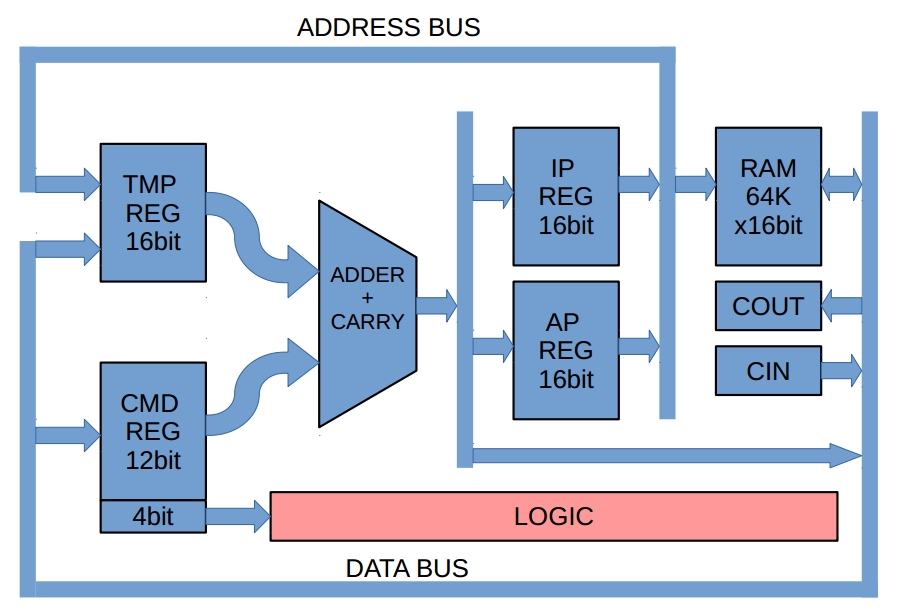 ADDRESS BUS
TMP
REG
16bit
IP
REG
16bit
RAM
64K
x16bit
ADDER
+
CARRY
AP
REG
16bit
COUT
CIN
CMD
REG
12bit
4bit
LOGIC
DATA BUS